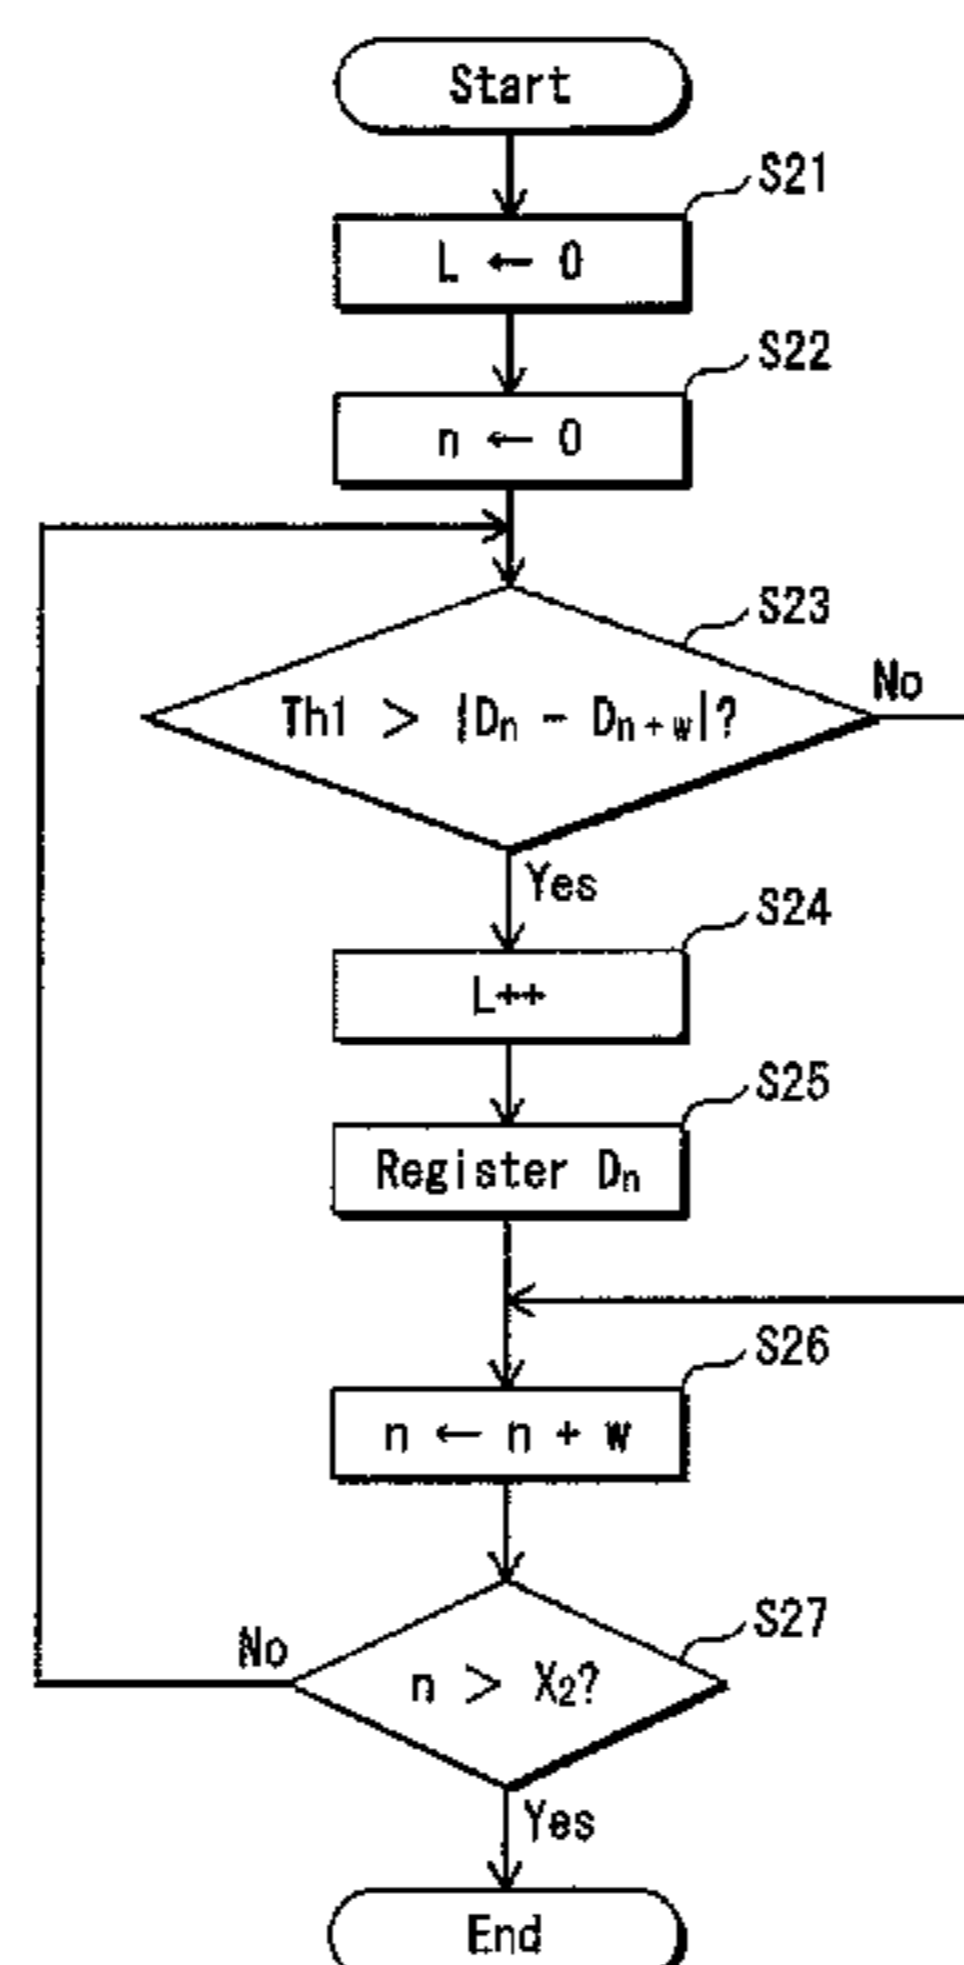 Start
S21
L ← 0
S22
n ← 0
S23
Th1 > |Dn - Dn+w|?
No
Yes
S24
L++
S25
Register Dn
S26
n ← n + w
S27
No
n > X2?
Yes
End